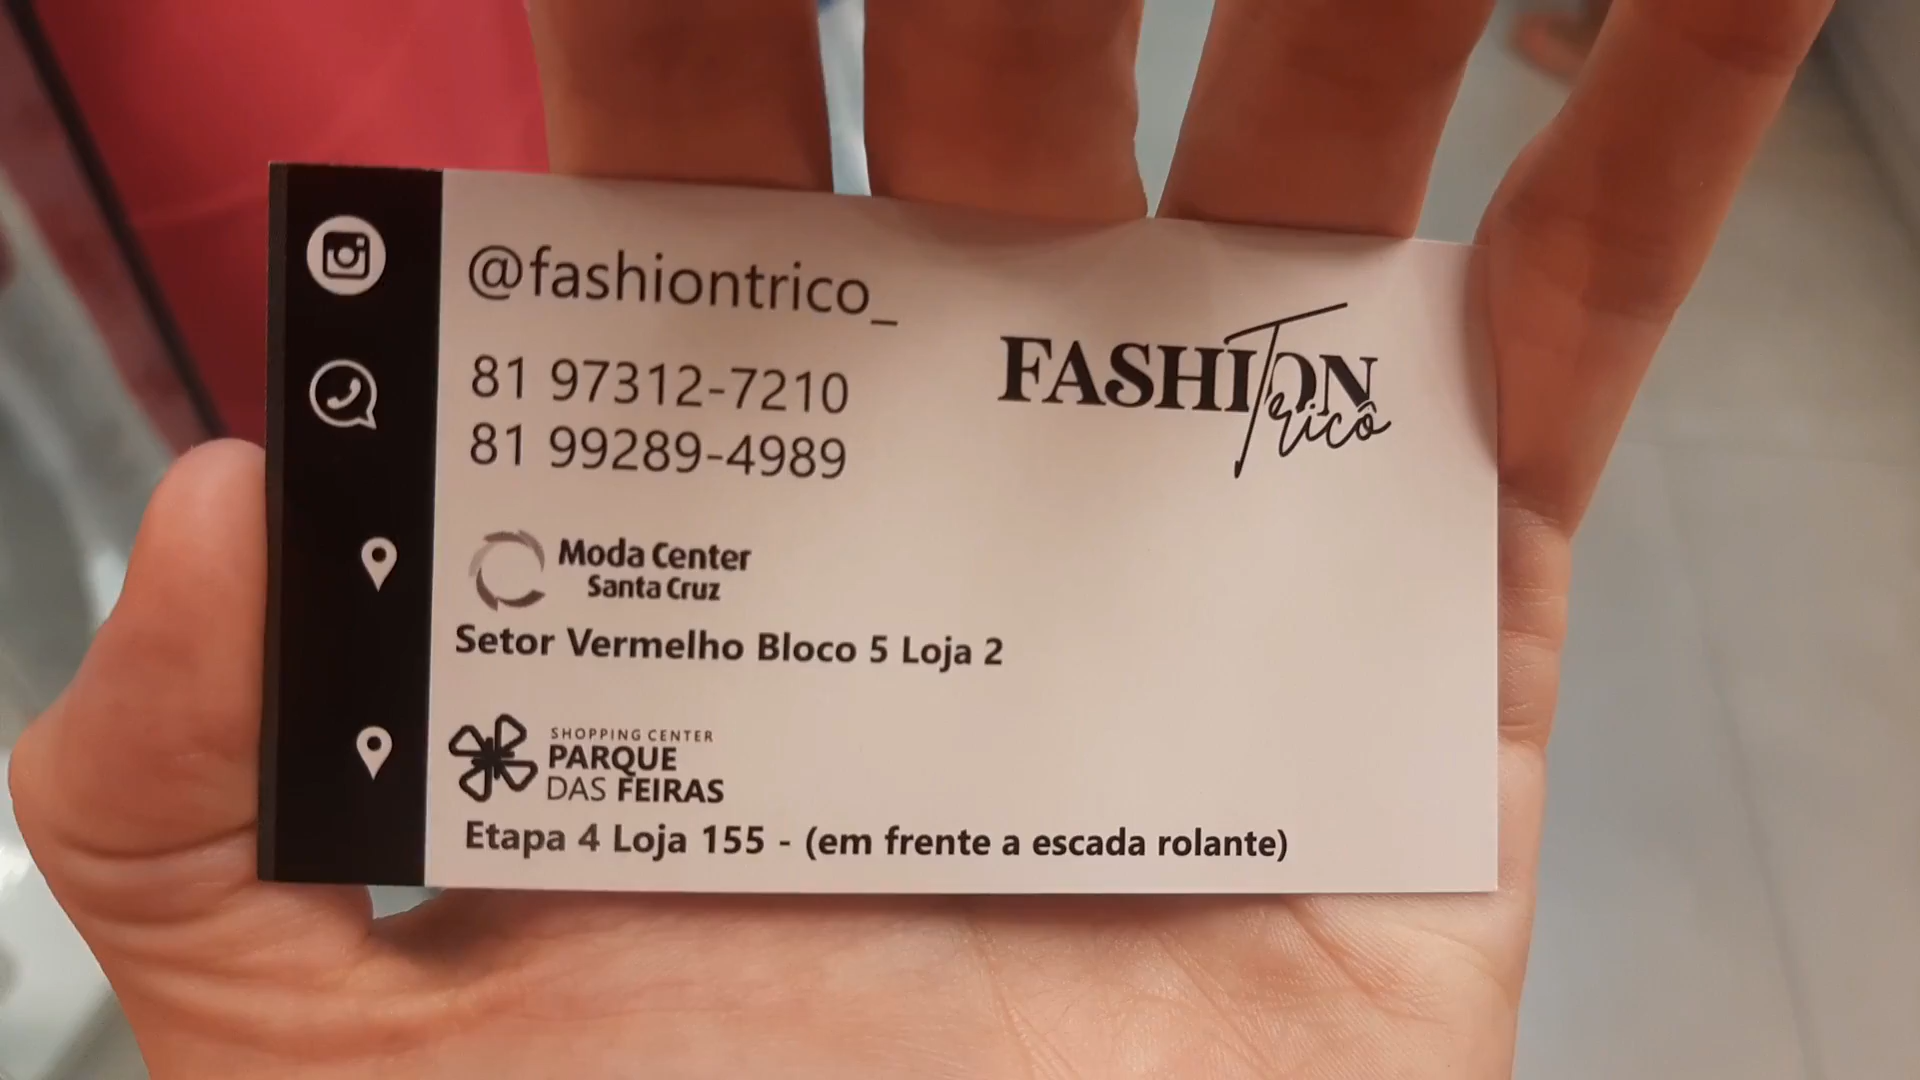 @fashiontrico_
81 97312-7210
81 99289-4989
FASHION
Tricô
Moda Center
Santa Cruz
Setor Vermelho Bloco 5 Loja 2
SHOPPING CENTER
PARQUE
DAS FEIRAS
Etapa 4 Loja 155 - (em frente a escada rolante)